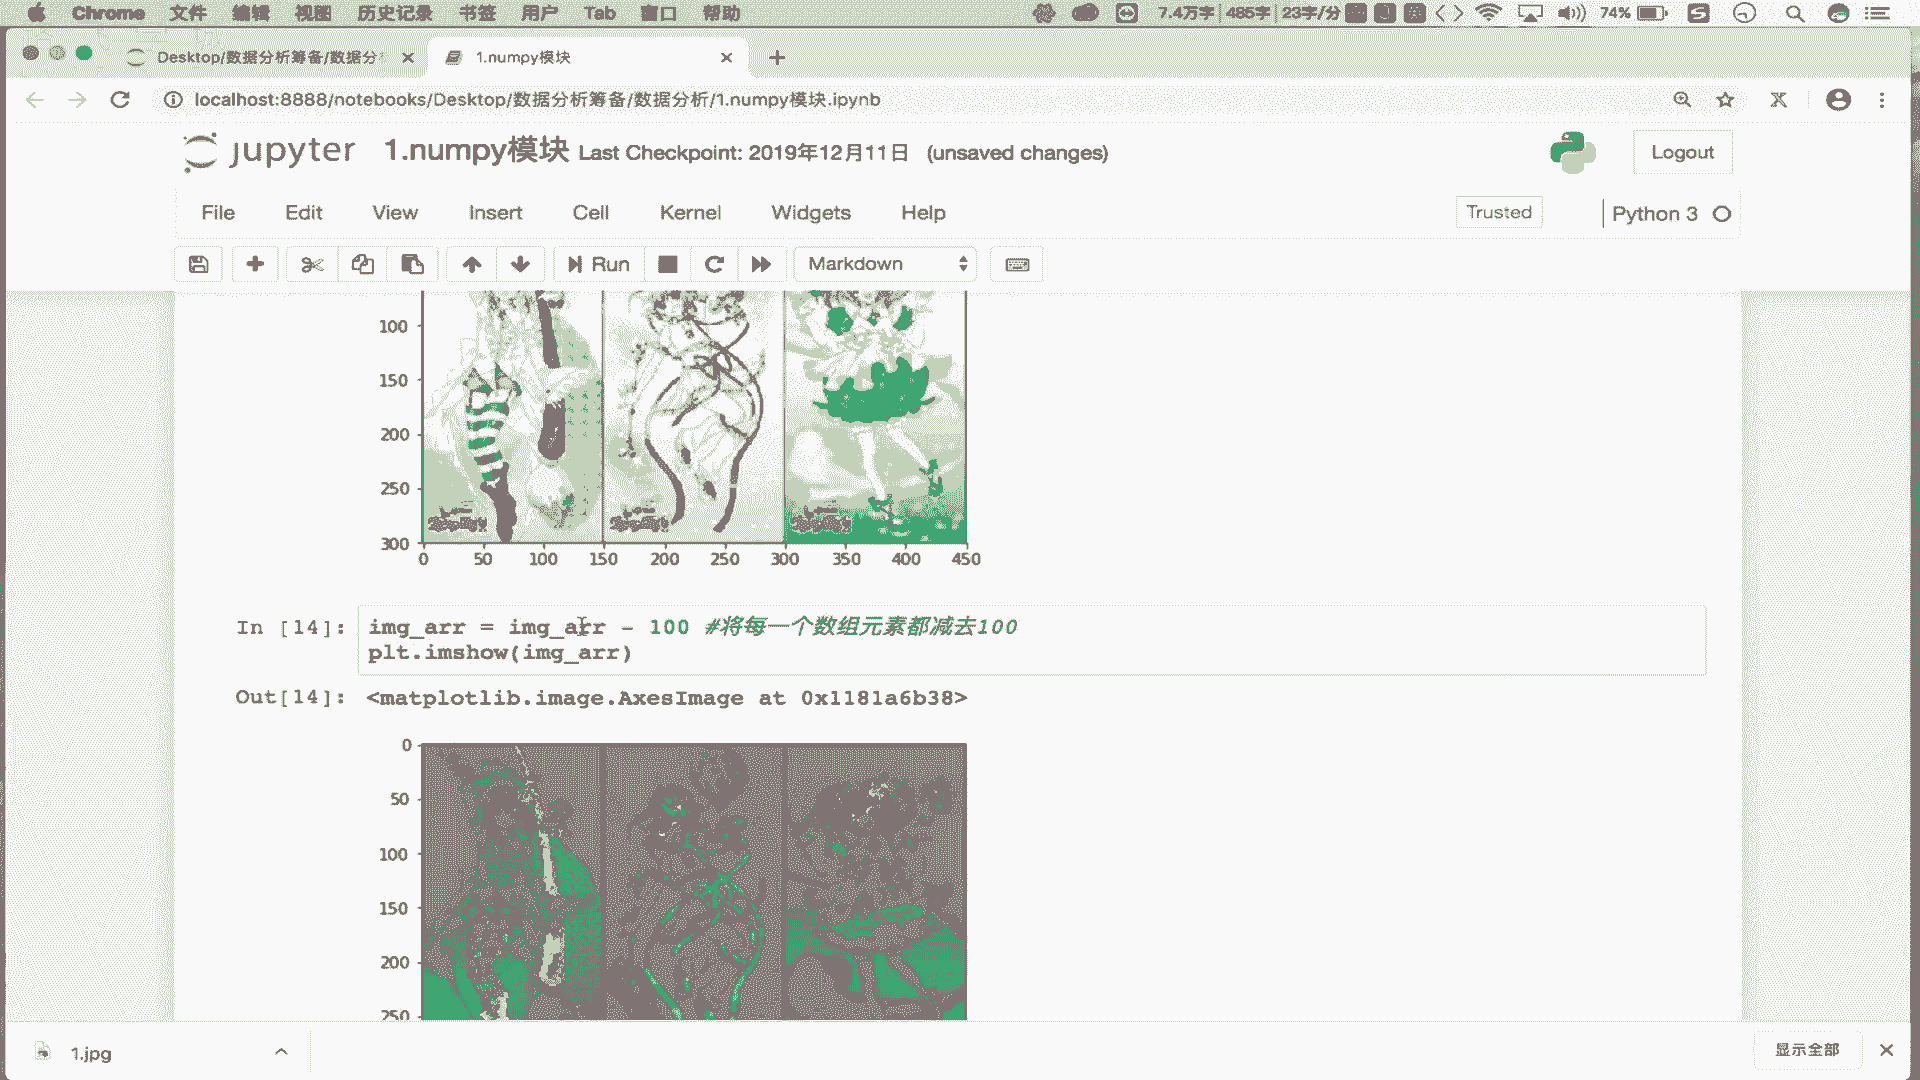 Chrome 文件 编辑 视图 历史记录 书签 用户 Tab 窗口 帮助 7.4万字 485字 23字/分 74%
Desktop/数据分析筹备/数据分 1.numpy模块
localhost:8888/notebooks/Desktop/数据分析筹备/数据分析/1.numpy模块.ipynb
jupyter 1.numpy模块 Last Checkpoint: 2019年12月11日 (unsaved changes) Logout
File Edit View Insert Cell Kernel Widgets Help Trusted Python 3
Run Markdown
100
150
200
250
300
0 50 100 150 200 250 300 350 400 450
In [14]: img_arr = img_arr - 100 #将每一个数组元素都减去100
plt.imshow(img_arr)
Out[14]: <matplotlib.image.AxesImage at 0x1181a6b38>
0
50
100
150
200
250
1.jpg 显示全部